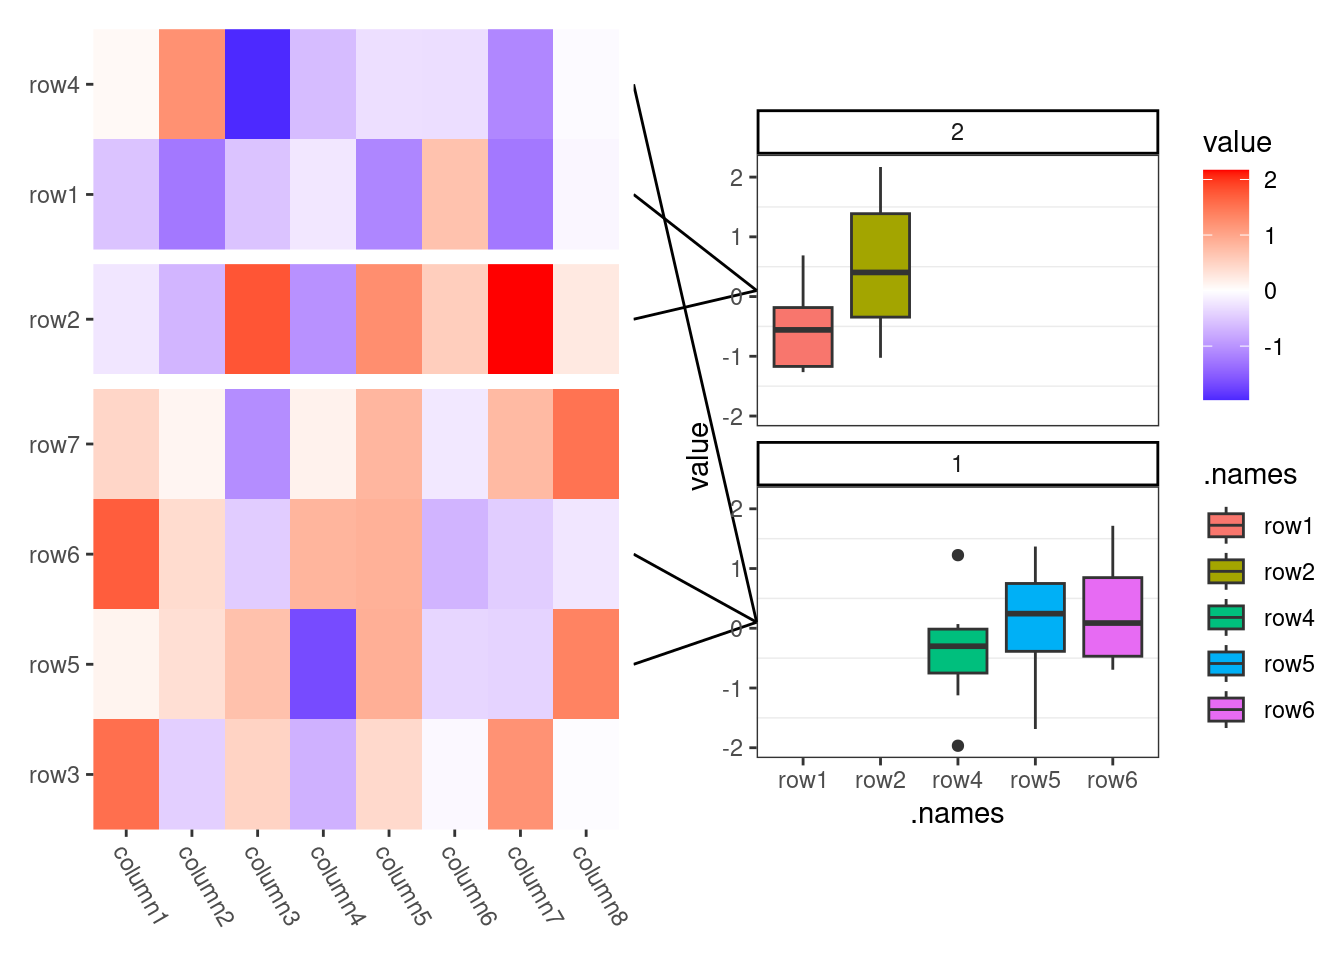 row4
row1
row2
row7
row6
row5
row3
column1
column2
column3
column4
column5
column6
column7
column8
value
2
2
1
0
-1
-2
1
2
1
0
-1
-2
row1 row2 row4 row5 row6
.names
value
2
1
0
-1
.names
row1
row2
row4
row5
row6